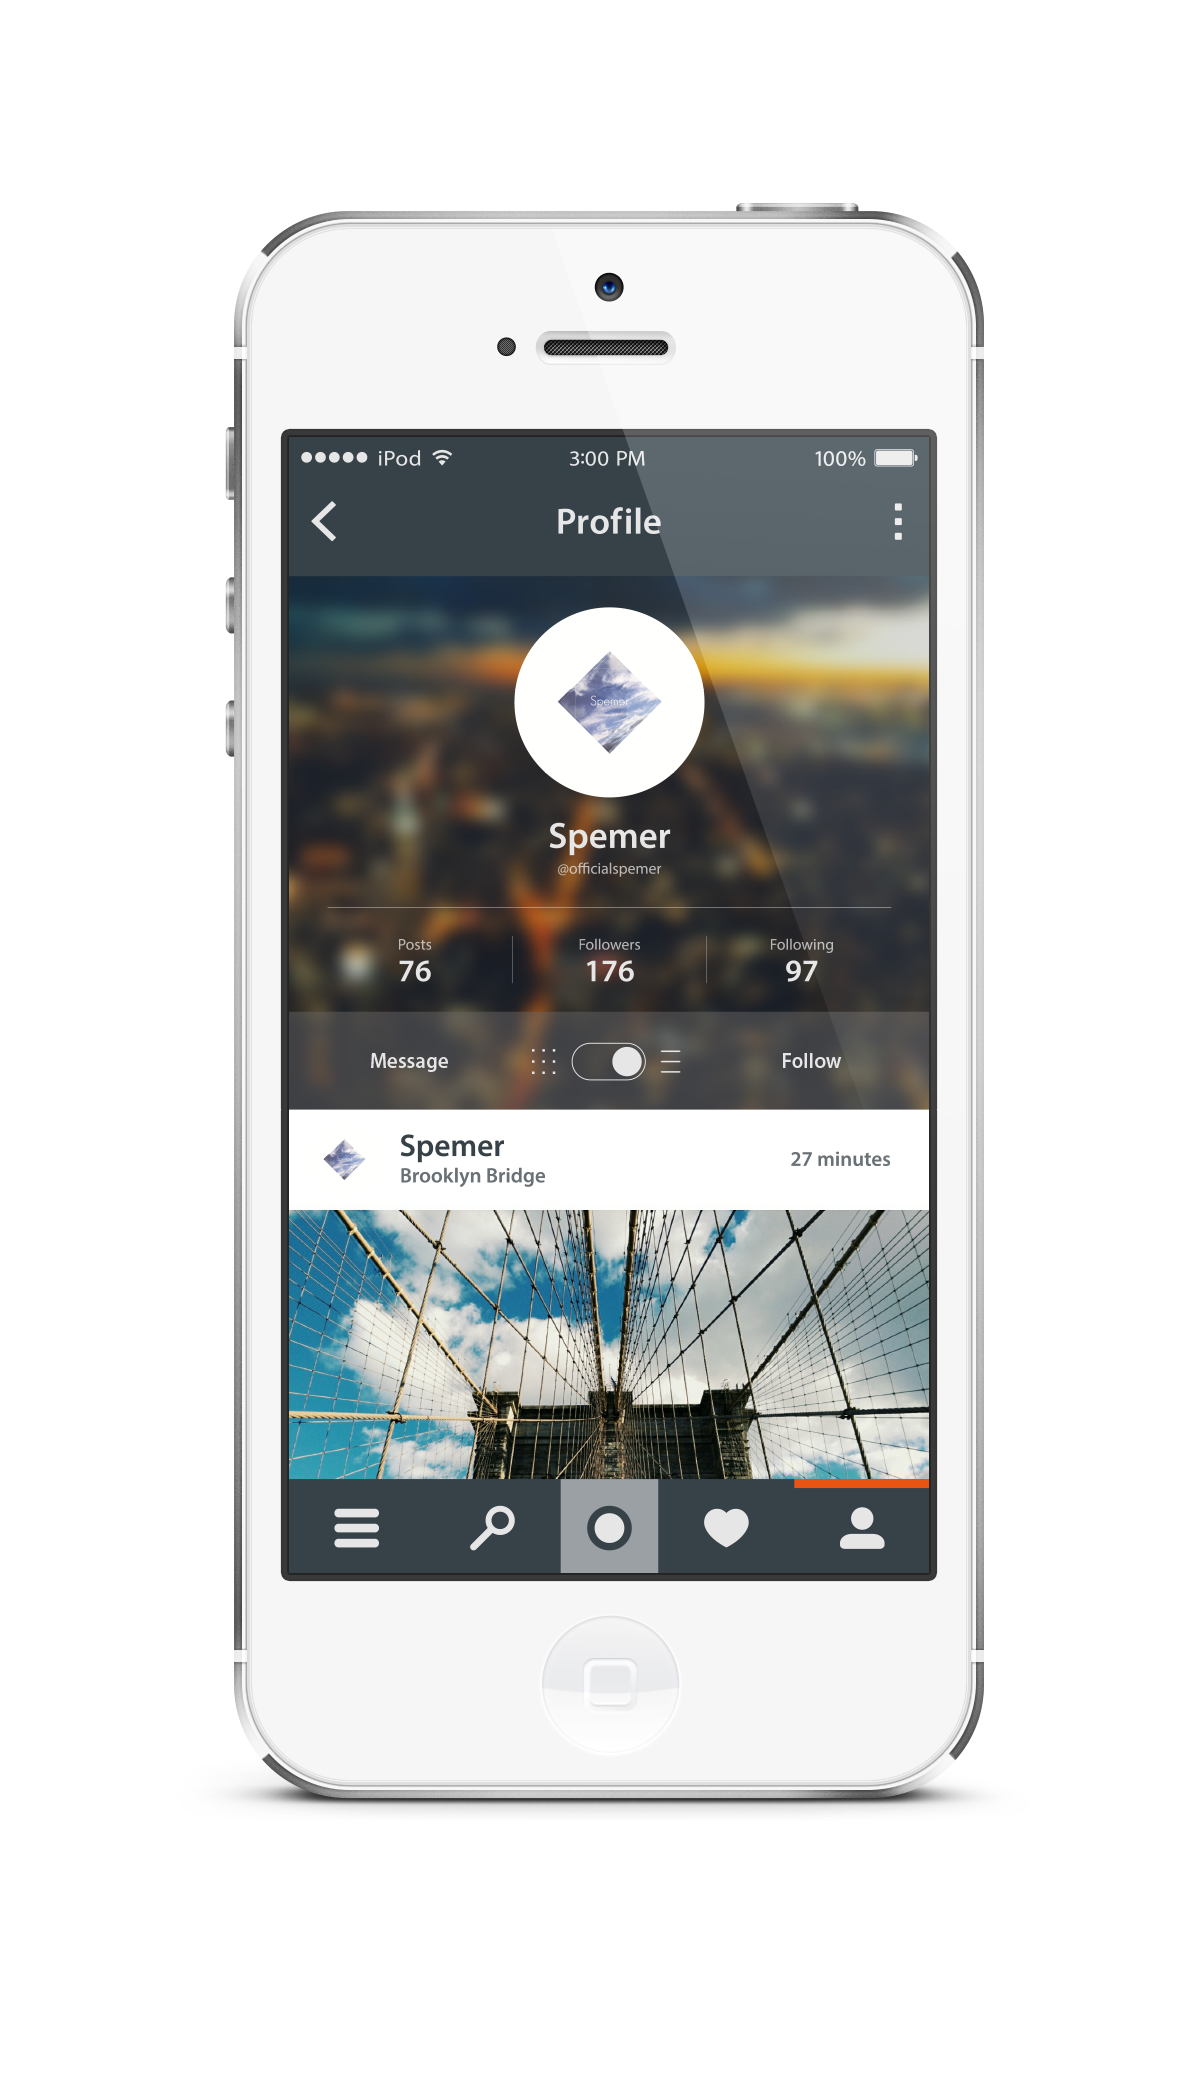 iPod 3:00 PM 100%
Profile
Spemer
Spemer
@officialspemer
Posts Followers Following
76 176 97
Message Follow
Spemer
Brooklyn Bridge
27 minutes